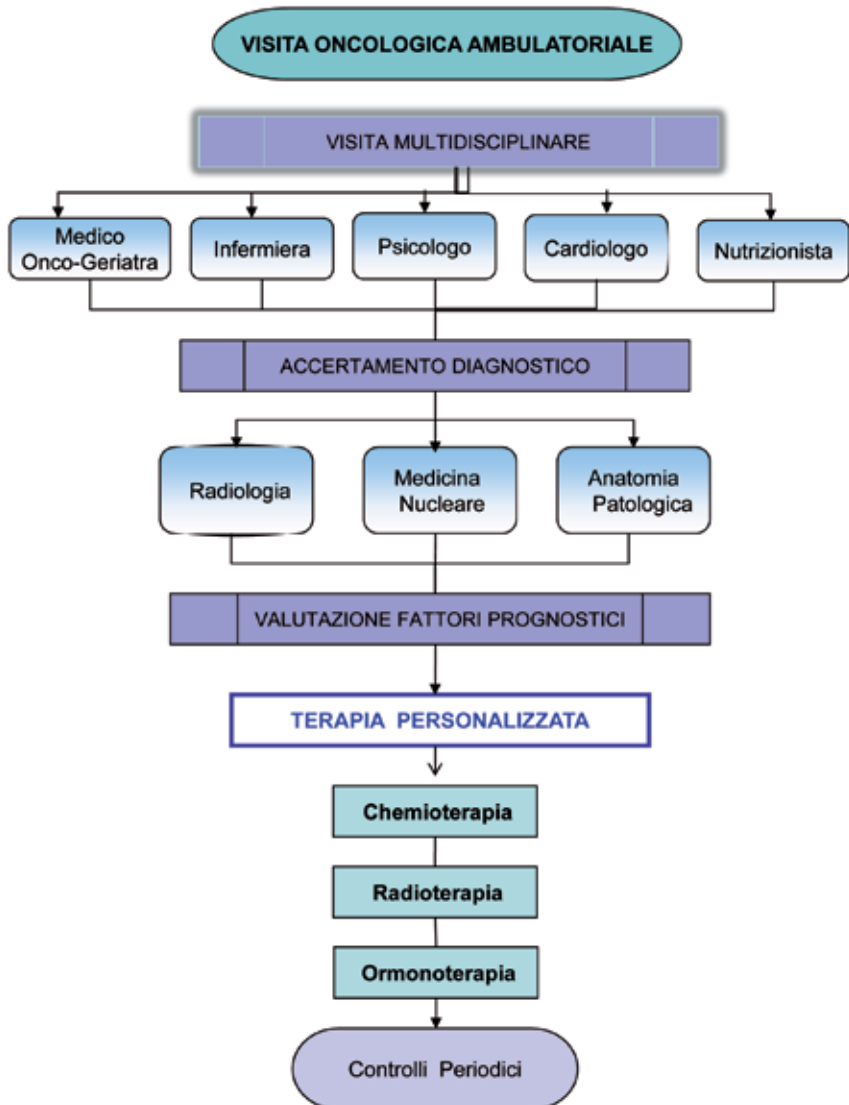 VISITA ONCOLOGICA AMBULATORIALE
VISITA MULTIDISCIPLINARE
Medico
Onco-Geriatra
Infermiera
Psicologo
Cardiologo
Nutrizionista
ACCERTAMENTO DIAGNOSTICO
Radiologia
Medicina
Nucleare
Anatomia
Patologica
VALUTAZIONE FATTORI PROGNOSTICI
TERAPIA PERSONALIZZATA
Chemioterapia
Radioterapia
Ormonoterapia
Controlli Periodici